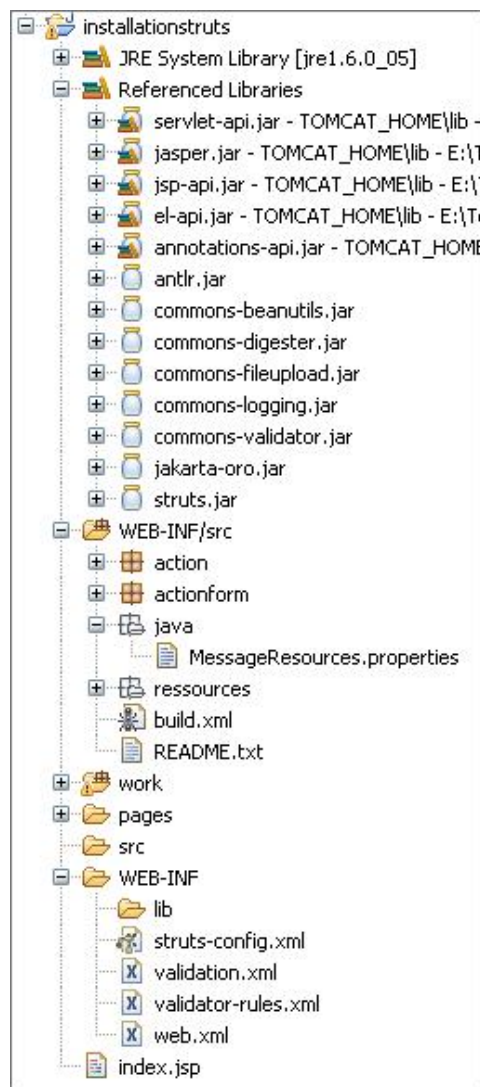 installationstruts
JRE System Library [jre1.6.0_05]
Referenced Libraries
servlet-api.jar - TOMCAT_HOME\lib -
jasper.jar - TOMCAT_HOME\lib - E:\T
jsp-api.jar - TOMCAT_HOME\lib - E:\
el-api.jar - TOMCAT_HOME\lib - E:\To
annotations-api.jar - TOMCAT_HOME
antlr.jar
commons-beanutils.jar
commons-digester.jar
commons-fileupload.jar
commons-logging.jar
commons-validator.jar
jakarta-oro.jar
struts.jar
WEB-INF/src
action
actionform
java
MessageResources.properties
ressources
build.xml
README.txt
work
pages
src
WEB-INF
lib
struts-config.xml
validation.xml
validator-rules.xml
web.xml
index.jsp